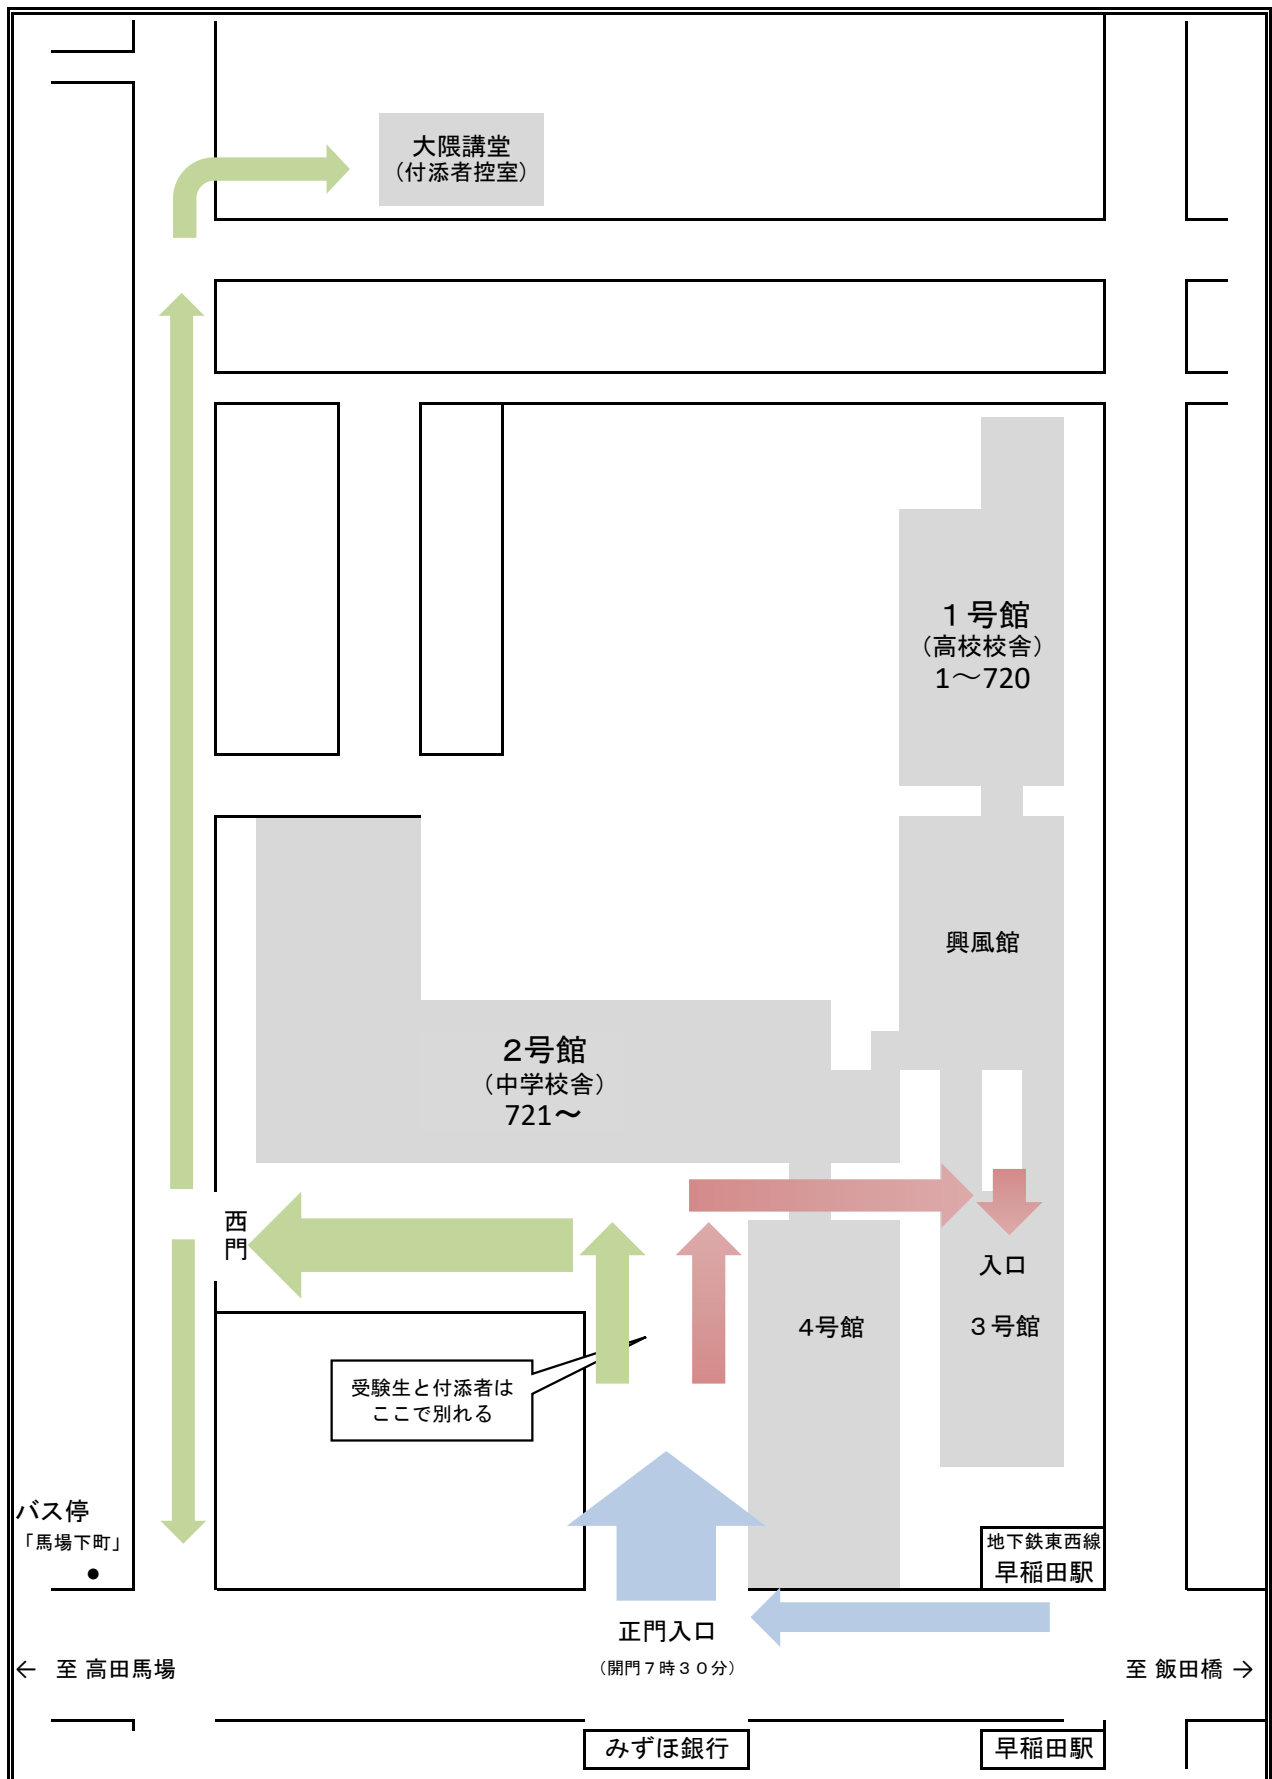 大隈講堂
（付添者控室）
１号館
（高校校舎）
1～720
興風館
２号館
（中学校舎）
721～
西
門
入口
４号館
３号館
受験生と付添者は
ここで別れる
バス停
「馬場下町」
地下鉄東西線
早稲田駅
正門入口
（開門７時３０分）
← 至 高田馬場
至 飯田橋 →
みずほ銀行
早稲田駅